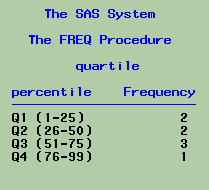 The SAS System
The FREQ Procedure
quartile
percentile Frequency
Q1 (1-25) 2
Q2 (26-50) 2
Q3 (51-75) 3
Q4 (76-99) 1